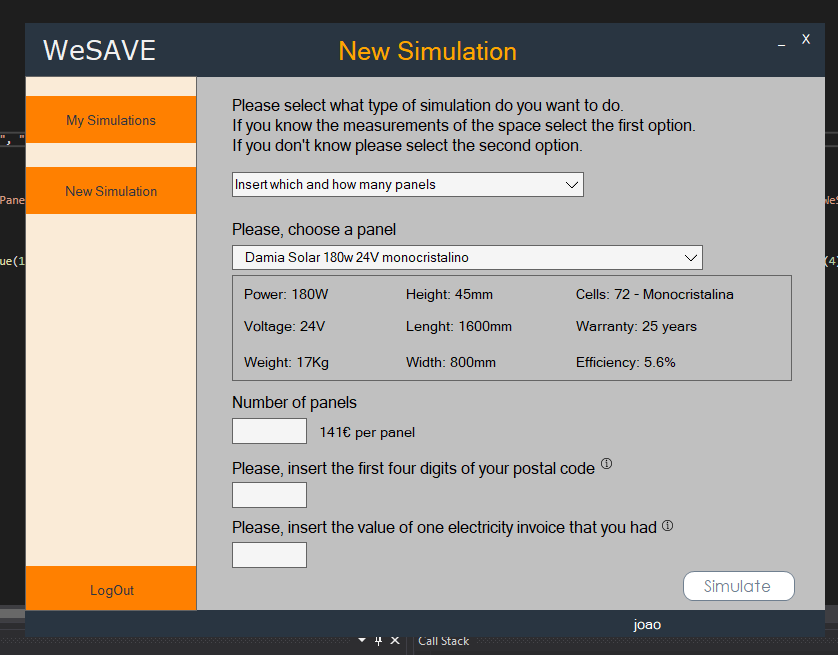 WeSAVE
New Simulation
_ X
My Simulations
New Simulation
LogOut
Please select what type of simulation do you want to do.
If you know the measurements of the space select the first option.
If you don't know please select the second option.
Insert which and how many panels
Please, choose a panel
Damia Solar 180w 24V monocristalino
Power: 180W Height: 45mm Cells: 72 - Monocristalina
Voltage: 24V Lenght: 1600mm Warranty: 25 years
Weight: 17Kg Width: 800mm Efficiency: 5.6%
Number of panels
141€ per panel
Please, insert the first four digits of your postal code ⓘ
Please, insert the value of one electricity invoice that you had ⓘ
Simulate
joao
", "
Pane
ue(1
(4)
Call Stack